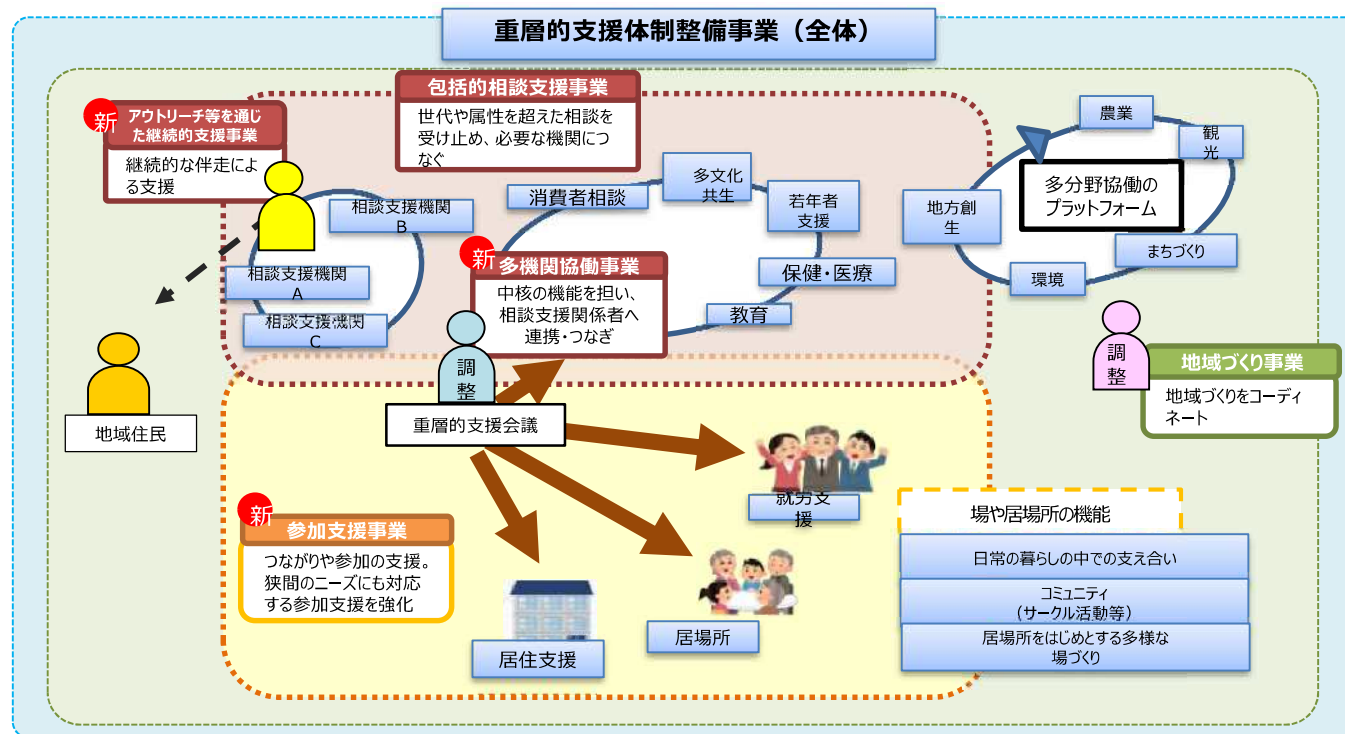 重層的支援体制整備事業（全体）
新
アウトリーチ等を通じ
た継続的支援事業
継続的な伴走によ
る支援
包括的相談支援事業
世代や属性を超えた相談を
受け止め、必要な機関につ
なぐ
相談支援機関
B
相談支援機関
A
相談支援機関
C
消費者相談
多文化
共生
若年者
支援
保健・医療
教育
新
多機関協働事業
中核の機能を担い、
相談支援関係者へ
連携・つなぎ
調
整
重層的支援会議
地域住民
農業
観
光
多分野協働の
プラットフォーム
地方創
生
まちづくり
環境
調
整
地域づくり事業
地域づくりをコーディ
ネート
新
参加支援事業
つながりや参加の支援。
狭間のニーズにも対応
する参加支援を強化
就労支
援
居場所
居住支援
場や居場所の機能
日常の暮らしの中での支え合い
コミュニティ
（サークル活動等）
居場所をはじめとする多様な
場づくり